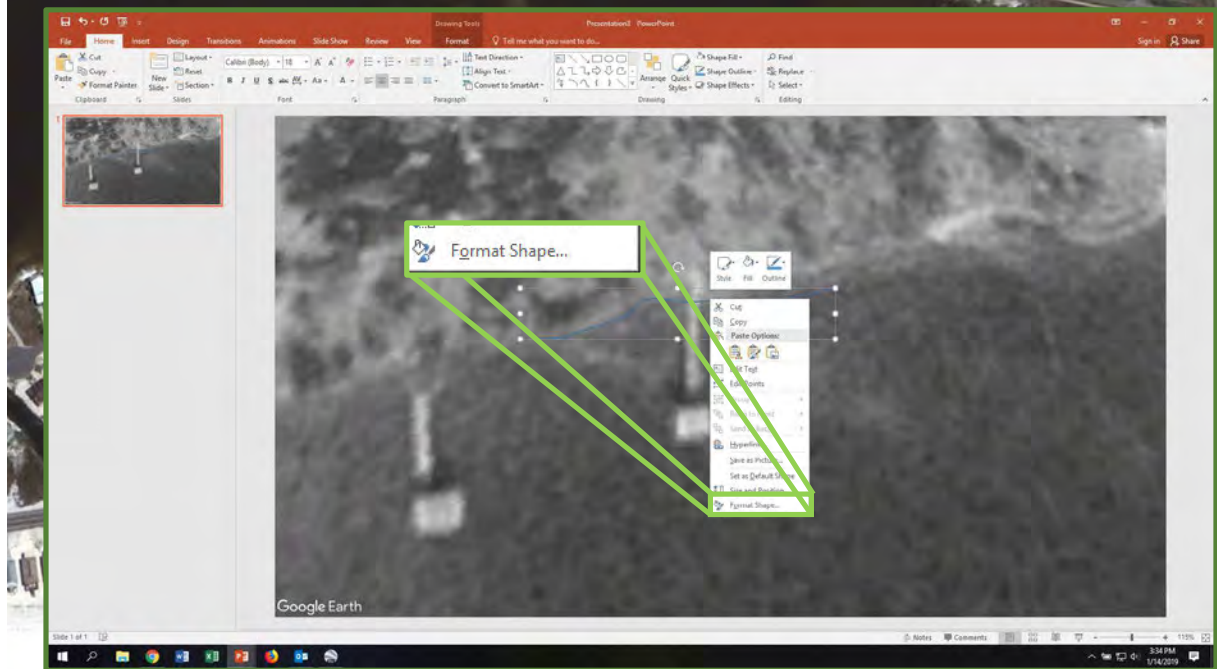 Drawing Tools
Presentation2 PowerPoint
File Home Insert Design Transitions Animations Slide Show Review View Format Tell me what you want to do...
Sign in Share
Paste
Cut
Copy
Format Painter
Clipboard
New Slide
Layout
Reset
Section
Slides
Calibri (Body) 18
Font
Text Direction
Align Text
Convert to SmartArt
Paragraph
Arrange
Quick Styles
Shape Fill
Shape Outline
Shape Effects
Drawing
Find
Replace
Select
Editing
1
Format Shape...
Style Fill Outline
Cut
Copy
Paste Options:
Edit Text
Edit Points
Hyperlink
Save as Picture...
Set as Default Shape
Size and Position...
Format Shape...
Google Earth
Slide 1 of 1
Notes Comments 115%
3:34 PM
1/14/2019